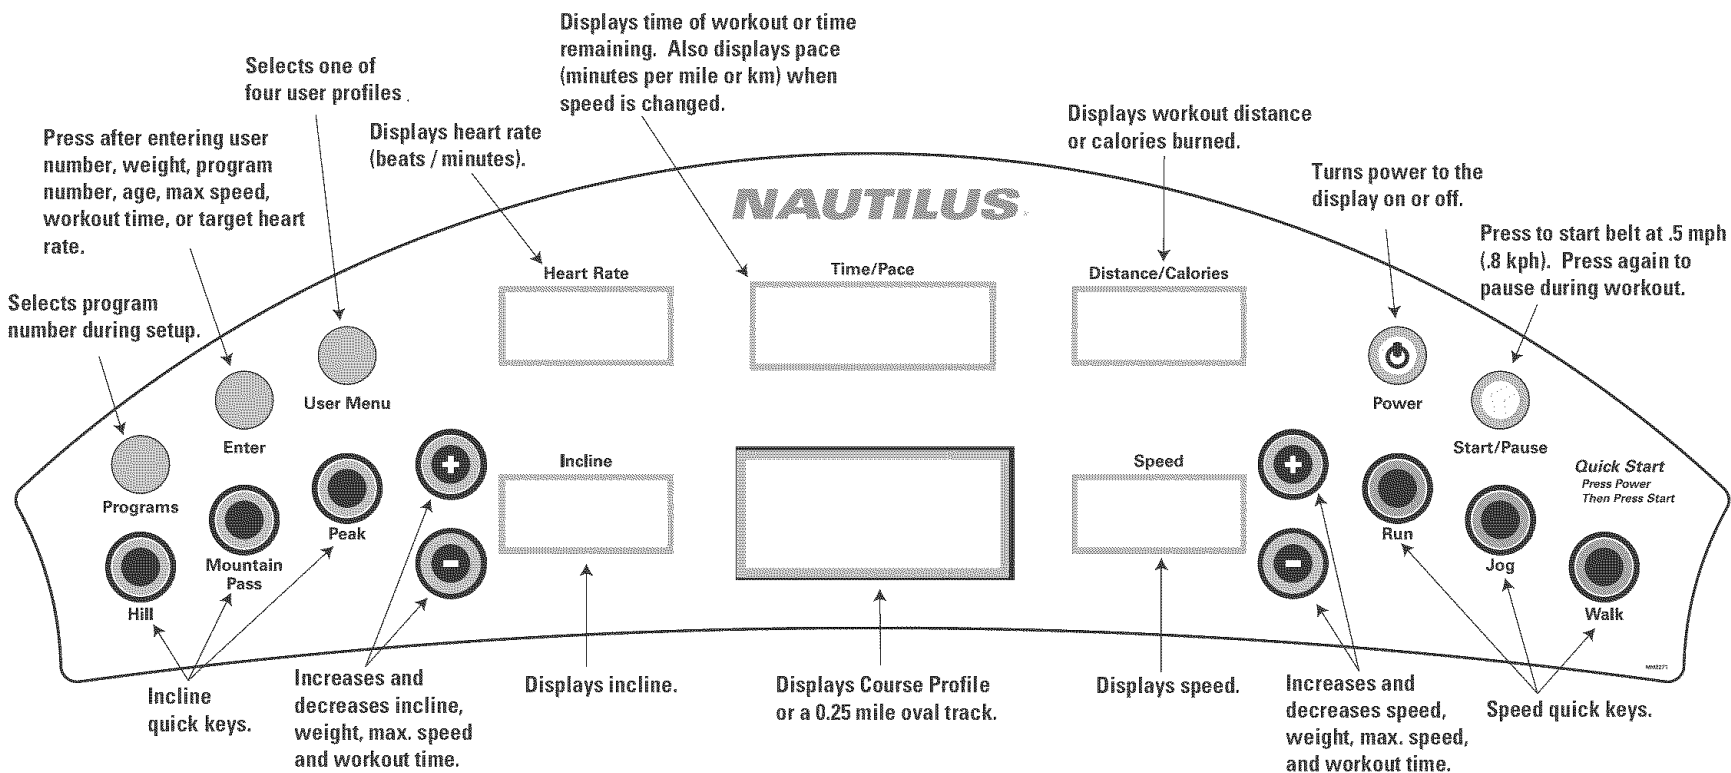 Displays time of workout or time
remaining.  Also displays pace
(minutes per mile or km) when
speed is changed.
Selects one of
four user profiles .
Displays workout distance
or calories burned.
Press after entering user
number, weight, program
number, age, max speed,
workout time, or target heart
rate.
Displays heart rate
(beats / minutes).
Turns power to the
display on or off.
Press to start belt at .5 mph
(.8 kph).  Press again to
pause during workout.
Selects program
number during setup.
NAUTILUS
Heart Rate
Time/Pace
Distance/Calories
User Menu
Enter
Programs
Power
Start/Pause
Quick Start
Press Power
Then Press Start
Incline
Speed
Peak
Mountain
Pass
Hill
Run
Jog
Walk
Incline
quick keys.
Increases and
decreases incline,
weight, max. speed
and workout time.
Displays incline.
Displays Course Profile
or a 0.25 mile oval track.
Displays speed.
Increases and
decreases speed,
weight, max. speed,
and workout time.
Speed quick keys.